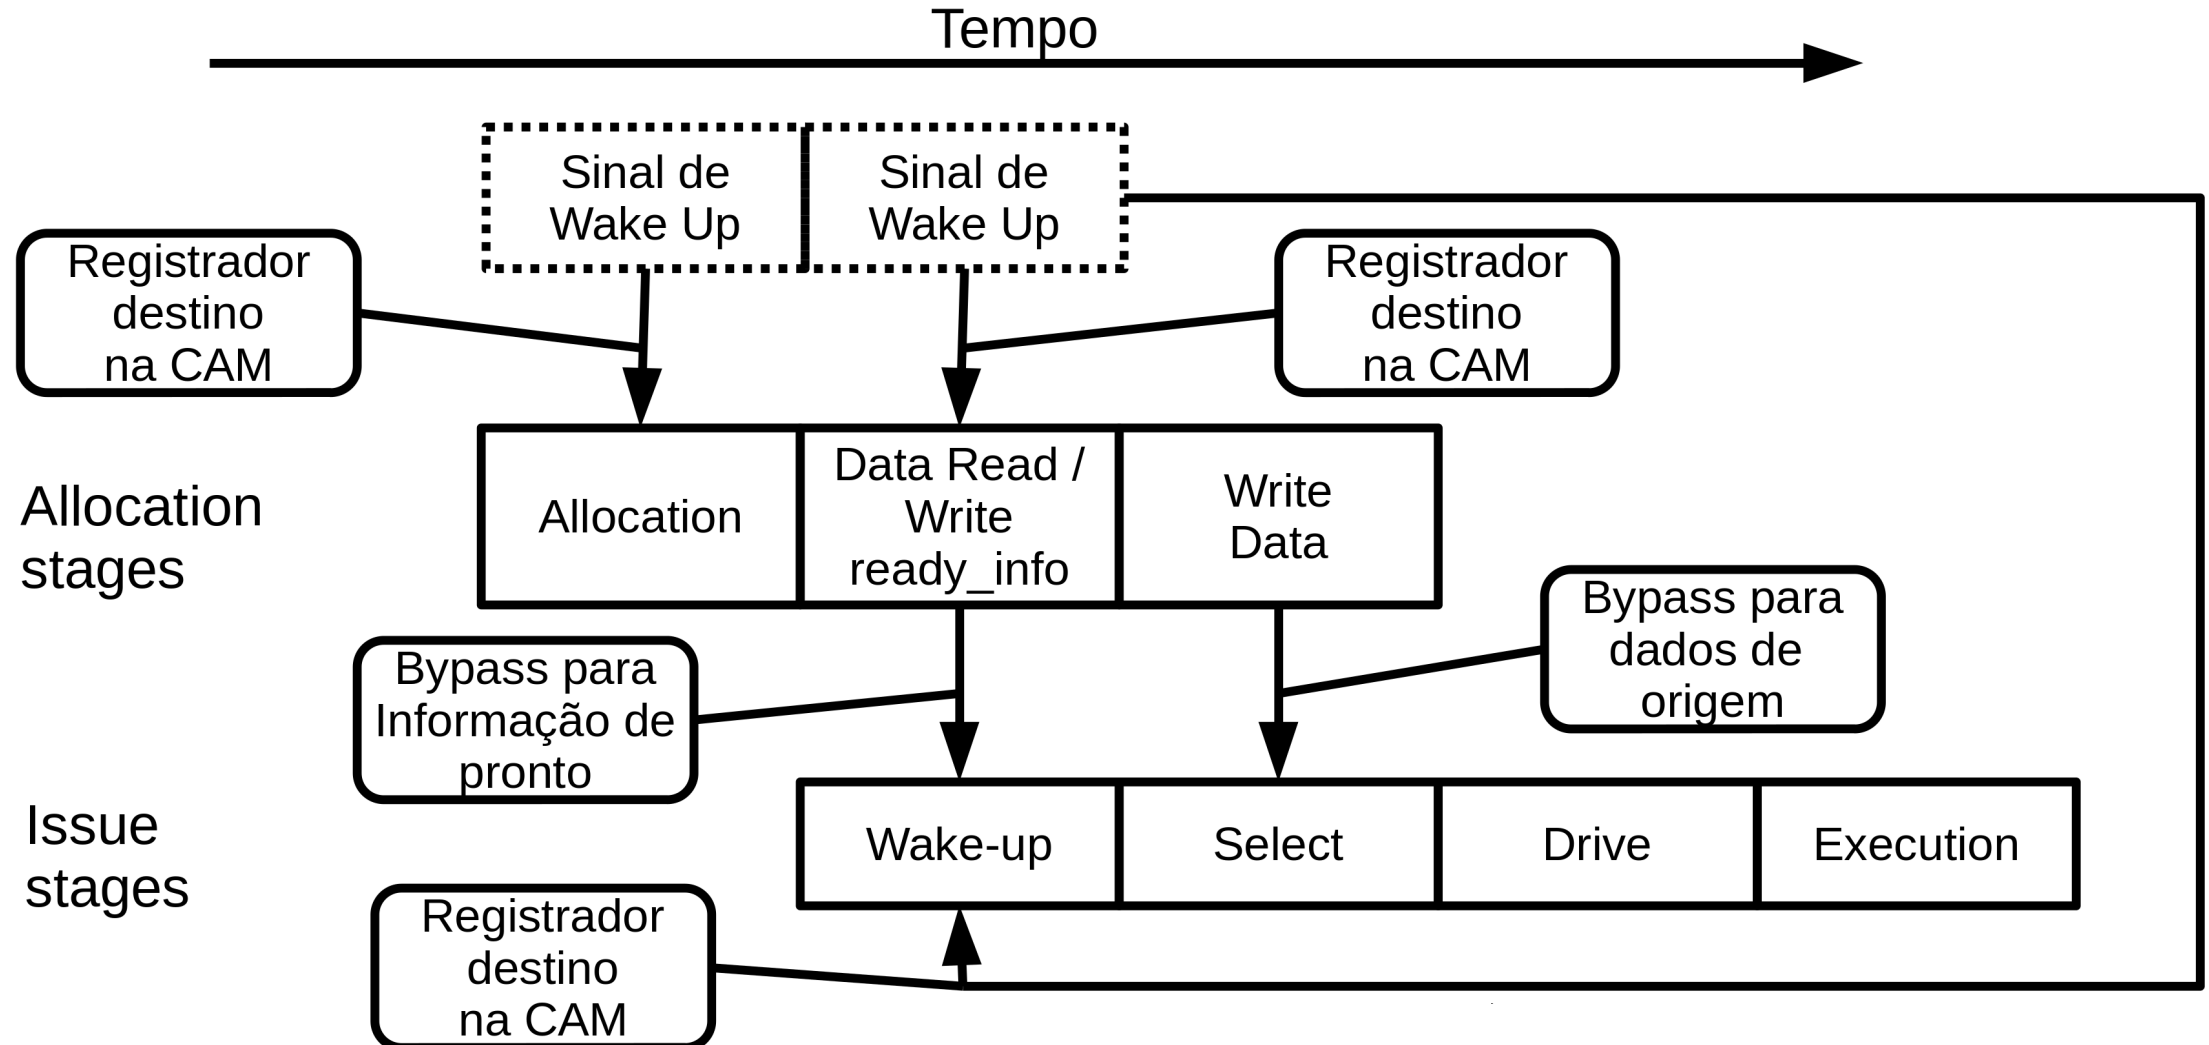 Tempo
Sinal de
Wake Up
Sinal de
Wake Up
Registrador
destino
na CAM
Registrador
destino
na CAM
Allocation
stages
Allocation
Data Read /
Write
ready_info
Write
Data
Bypass para
Informação de
pronto
Bypass para
dados de
origem
Issue
stages
Wake-up
Select
Drive
Execution
Registrador
destino
na CAM